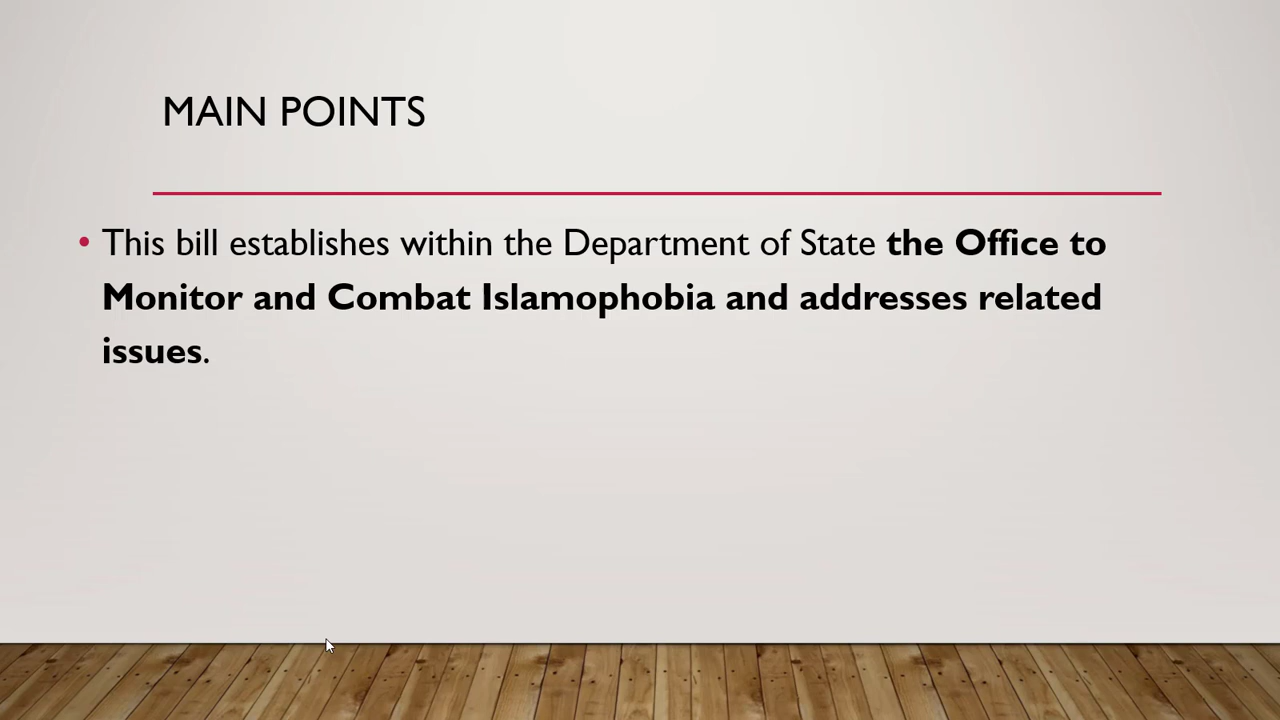 MAIN POINTS
• This bill establishes within the Department of State the Office to
Monitor and Combat Islamophobia and addresses related
issues.